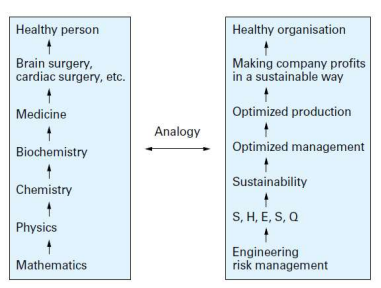 Healthy person
Brain surgery,
cardiac surgery, etc.
Medicine
Biochemistry
Chemistry
Physics
Mathematics
Analogy
Healthy organisation
Making company profits
in a sustainable way
Optimized production
Optimized management
Sustainability
S, H, E, S, Q
Engineering
risk management